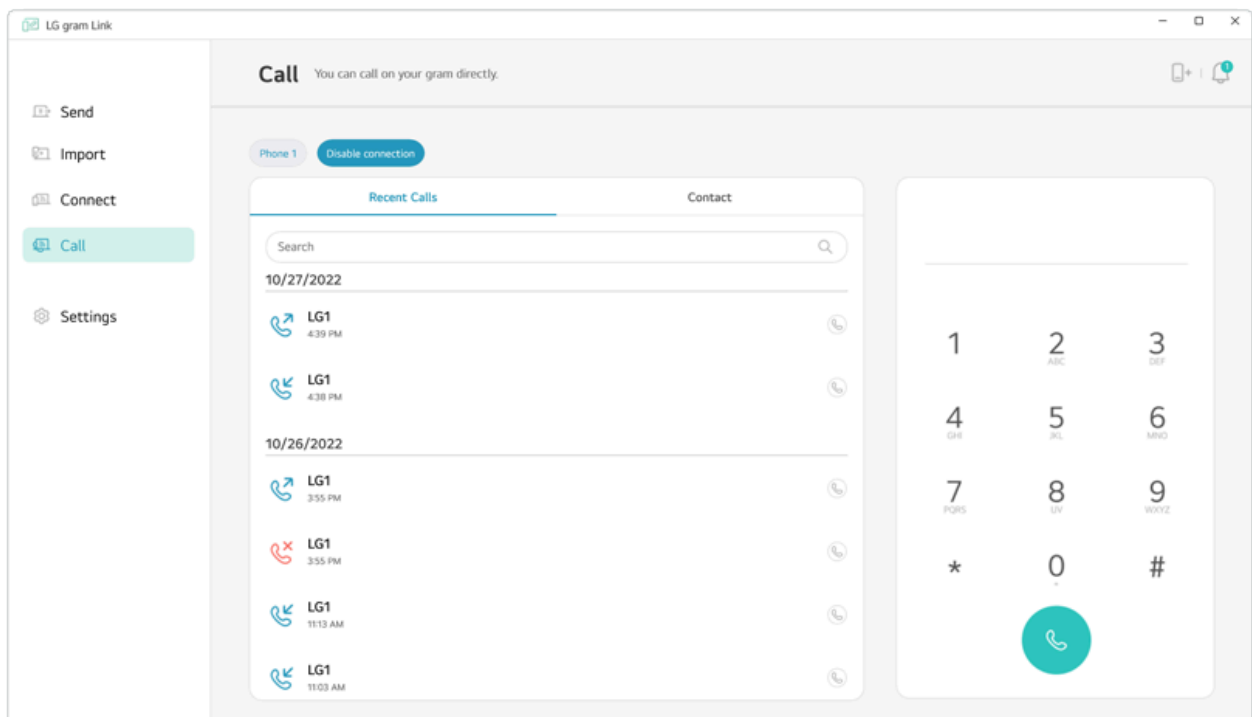 LG gram Link
Call You can call on your gram directly.
1
Send
Import
Connect
Call
Settings
Phone 1 Disable connection
Recent Calls Contact
Search
10/27/2022
LG1
4:39 PM
LG1
4:38 PM
10/26/2022
LG1
3:55 PM
LG1
3:55 PM
LG1
11:13 AM
LG1
11:03 AM
1 2 3
ABC DEF
4 5 6
GHI JKL MNO
7 8 9
PQRS UV WXYZ
* 0 #
+